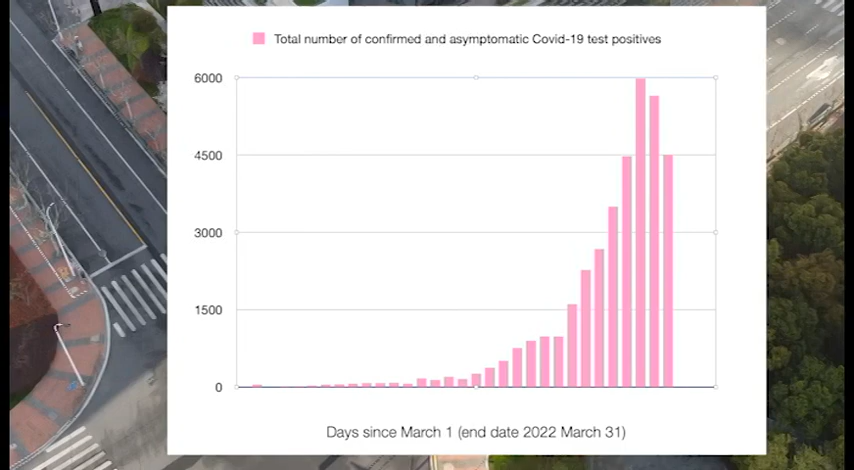 Total number of confirmed and asymptomatic Covid-19 test positives
6000
4500
3000
1500
0
Days since March 1 (end date 2022 March 31)